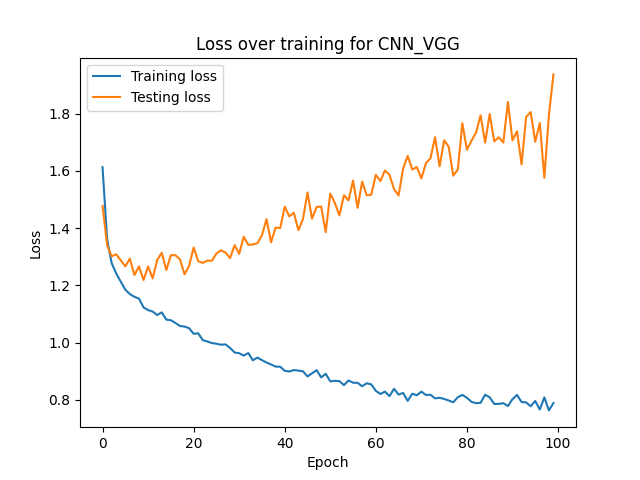 Loss over training for CNN_VGG
Training loss
Testing loss
1.8
1.6
1.4
1.2
1.0
0.8
Loss
0 20 40 60 80 100
Epoch